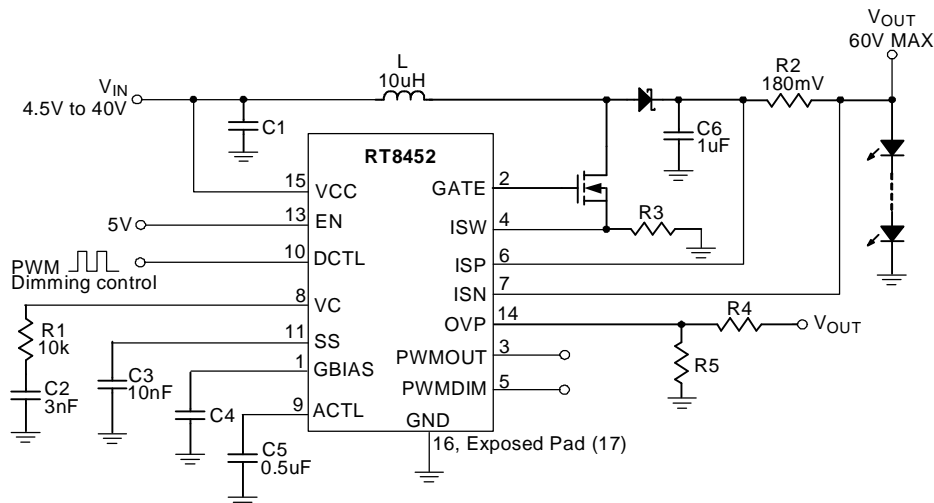 VOUT
60V MAX
L
10uH
R2
180mV
VIN
4.5V to 40V
C1
C6
1uF
RT8452
15
VCC
GATE
2
5V
13
EN
ISW
4
R3
PWM
Dimming control
10
DCTL
ISP
6
8
VC
ISN
7
R1
10k
11
SS
OVP
14
R4
VOUT
C2
3nF
C3
10nF
1
GBIAS
PWMOUT
3
R5
C4
9
ACTL
PWMDIM
5
GND
C5
0.5uF
16, Exposed Pad (17)